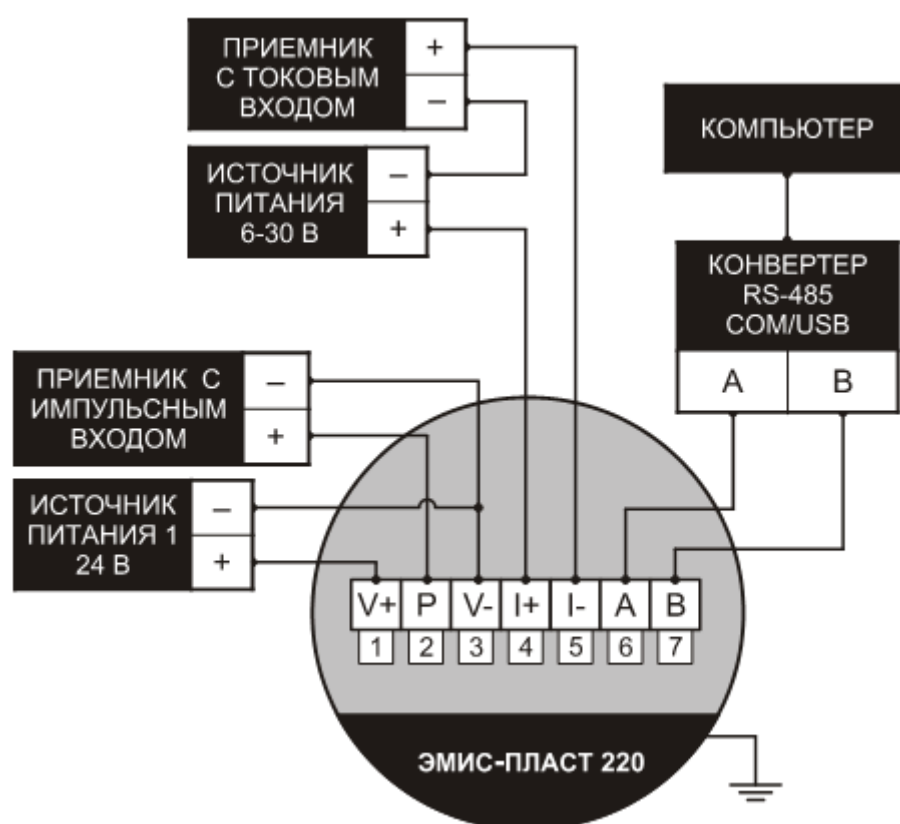 ПРИЕМНИК
С ТОКОВЫМ
ВХОДОМ
+
–
ИСТОЧНИК
ПИТАНИЯ
6-30 В
–
+
КОМПЬЮТЕР
КОНВЕРТЕР
RS-485
COM/USB
A B
ПРИЕМНИК С
ИМПУЛЬСНЫМ
ВХОДОМ
–
+
ИСТОЧНИК
ПИТАНИЯ 1
24 В
–
+
V+ P V- I+ I- A B
1 2 3 4 5 6 7
ЭМИС-ПЛАСТ 220